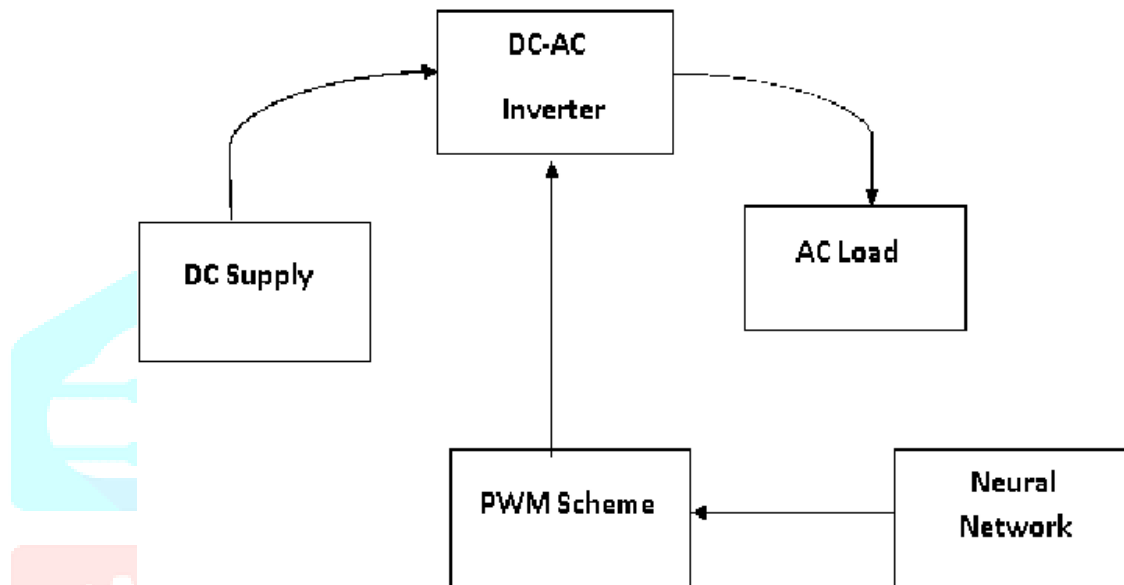 DC-AC
Inverter
DC Supply
AC Load
PWM Scheme
Neural
Network